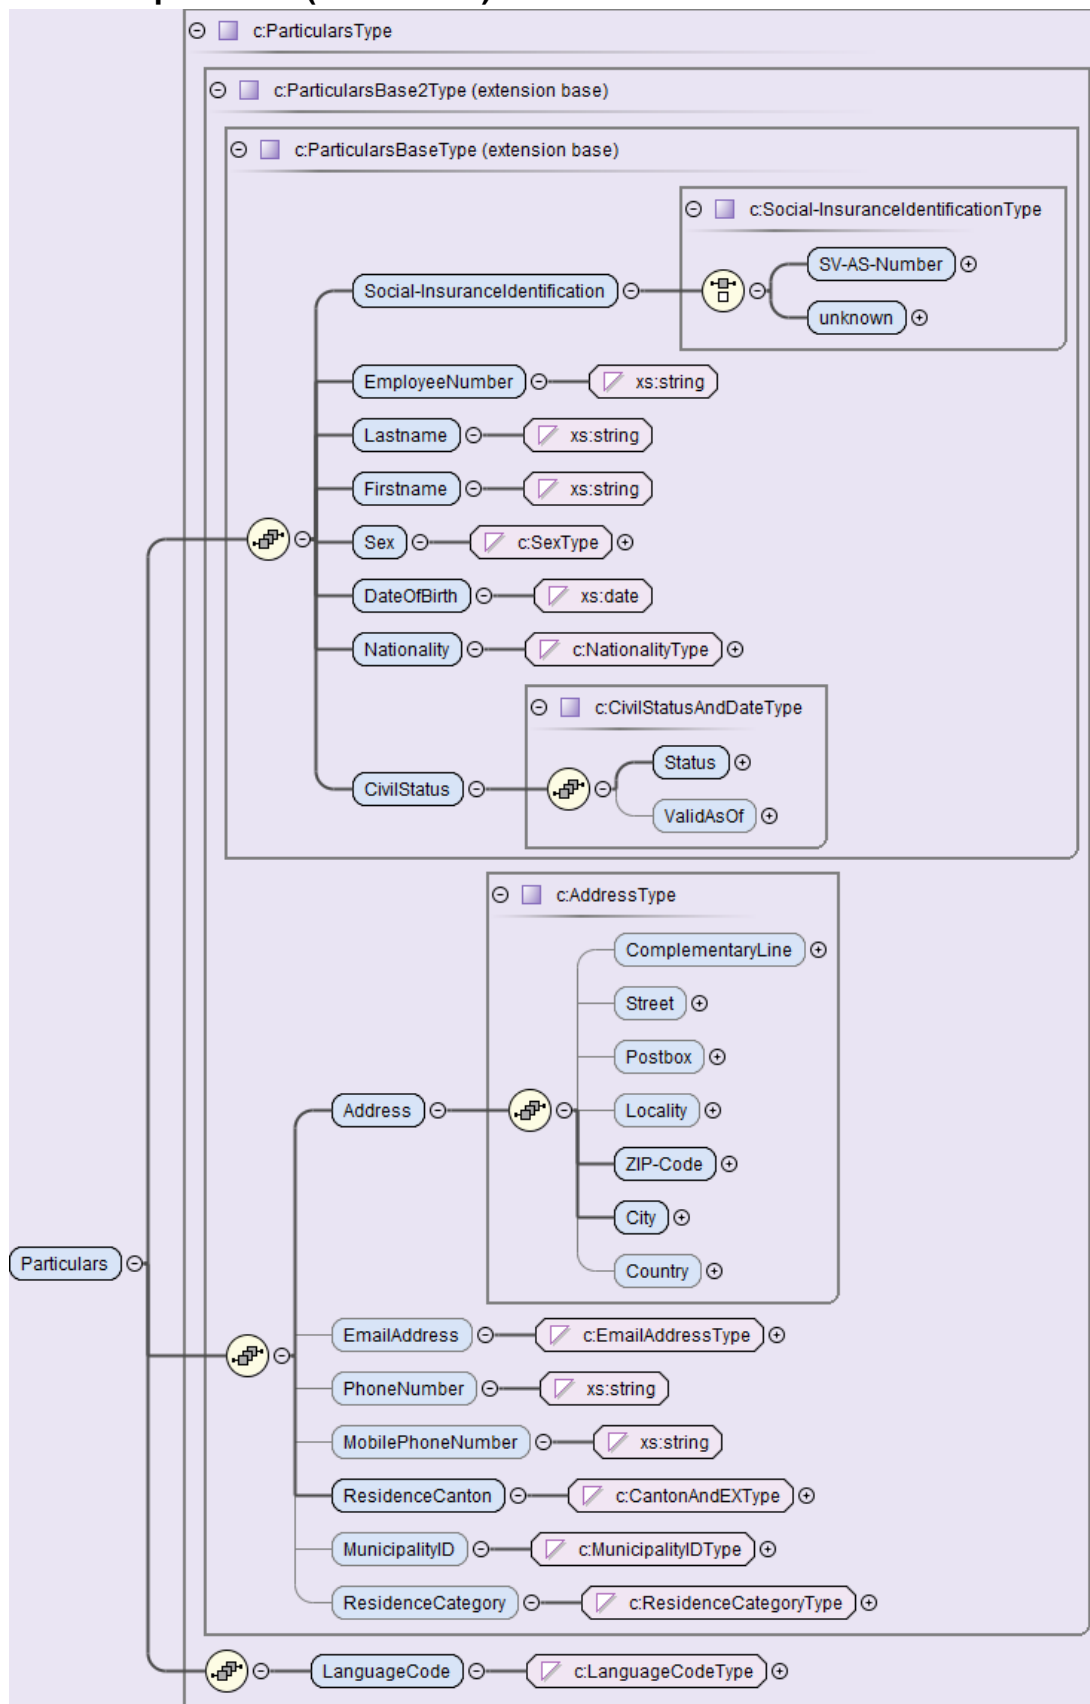 c:ParticularsType
c:ParticularsBase2Type (extension base)
c:ParticularsBaseType (extension base)
c:Social-InsuranceIdentificationType
SV-AS-Number
Social-InsuranceIdentification
unknown
EmployeeNumber xs:string
Lastname xs:string
Firstname xs:string
Sex c:SexType
DateOfBirth xs:date
Nationality c:NationalityType
c:CivilStatusAndDateType
Status
CivilStatus
ValidAsOf
c:AddressType
ComplementaryLine
Street
Postbox
Address Locality
ZIP-Code
City
Particulars
Country
EmailAddress c:EmailAddressType
PhoneNumber xs:string
MobilePhoneNumber xs:string
ResidenceCanton c:CantonAndEXType
MunicipalityID c:MunicipalityIDType
ResidenceCategory c:ResidenceCategoryType
LanguageCode c:LanguageCodeType